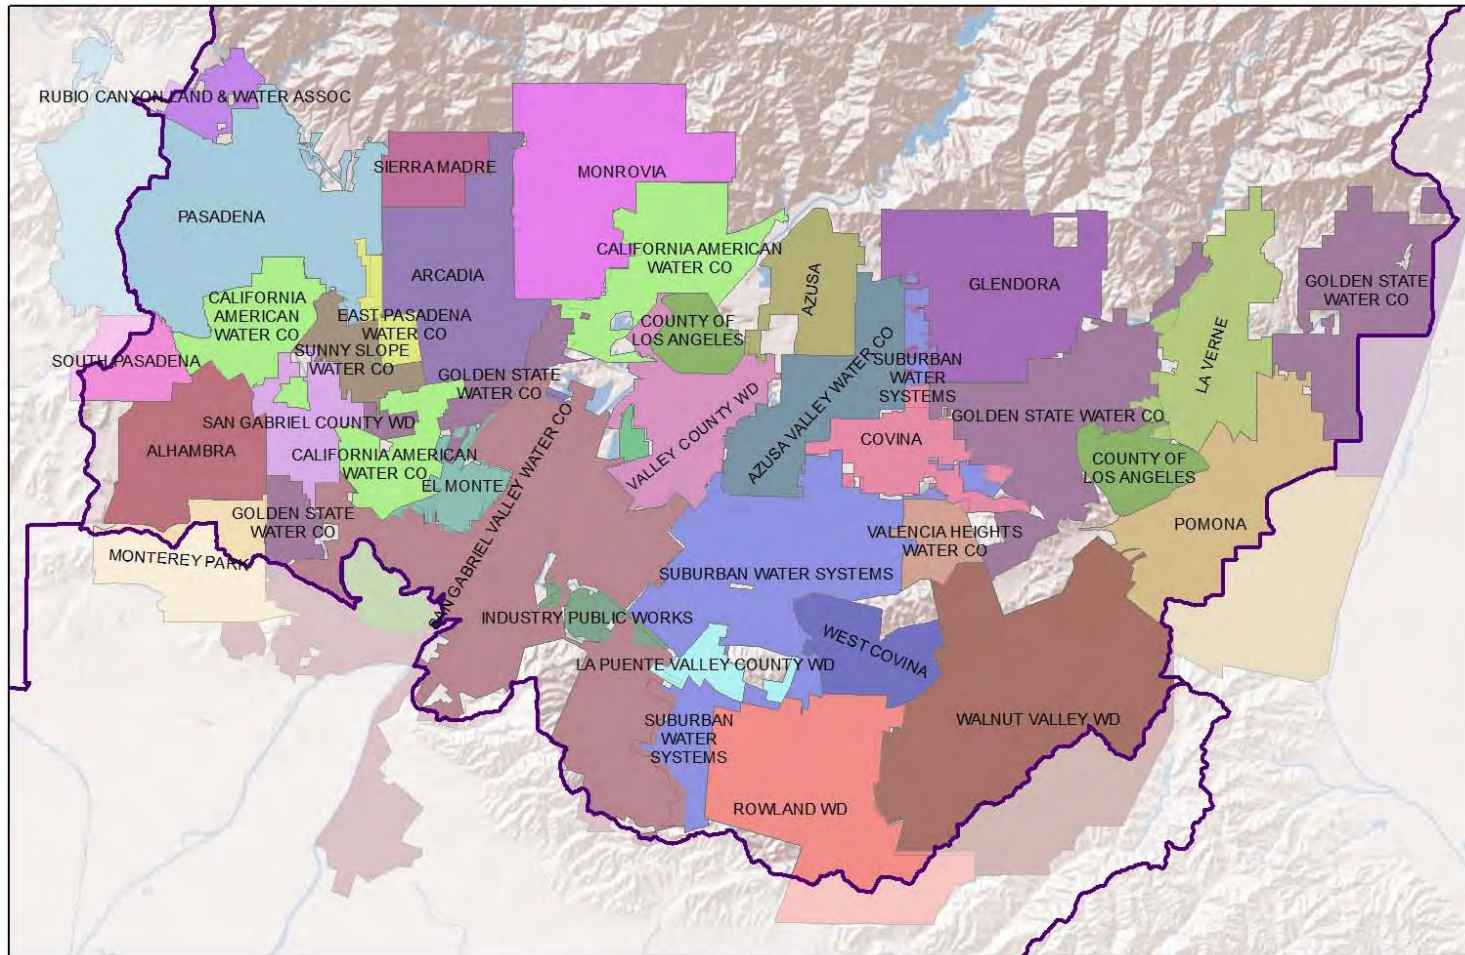 RUBIO CANYON LAND & WATER ASSOC
SIERRA MADRE
MONROVIA
PASADENA
CALIFORNIA AMERICAN
WATER CO
ARCADIA
AZUSA
GLENDORA
GOLDEN STATE
WATER CO
CALIFORNIA
AMERICAN
WATER CO
EAST PASADENA
WATER CO
COUNTY OF
LOS ANGELES
LA VERNE
SOUTH PASADENA
SUNNY SLOPE
WATER CO
GOLDEN STATE
WATER CO
AZUSA VALLEY WATER CO
SUBURBAN
WATER
SYSTEMS
GOLDEN STATE WATER CO
SAN GABRIEL COUNTY WD
VALLEY COUNTY WD
COVINA
ALHAMBRA
CALIFORNIA AMERICAN
WATER CO
EL MONTE
COUNTY OF
LOS ANGELES
SAN GABRIEL VALLEY WATER CO
GOLDEN STATE
WATER CO
VALENCIA HEIGHTS
WATER CO
POMONA
MONTEREY PARK
SUBURBAN WATER SYSTEMS
INDUSTRY PUBLIC WORKS
WEST COVINA
LA PUENTE VALLEY COUNTY WD
SUBURBAN
WATER
SYSTEMS
WALNUT VALLEY WD
ROWLAND WD